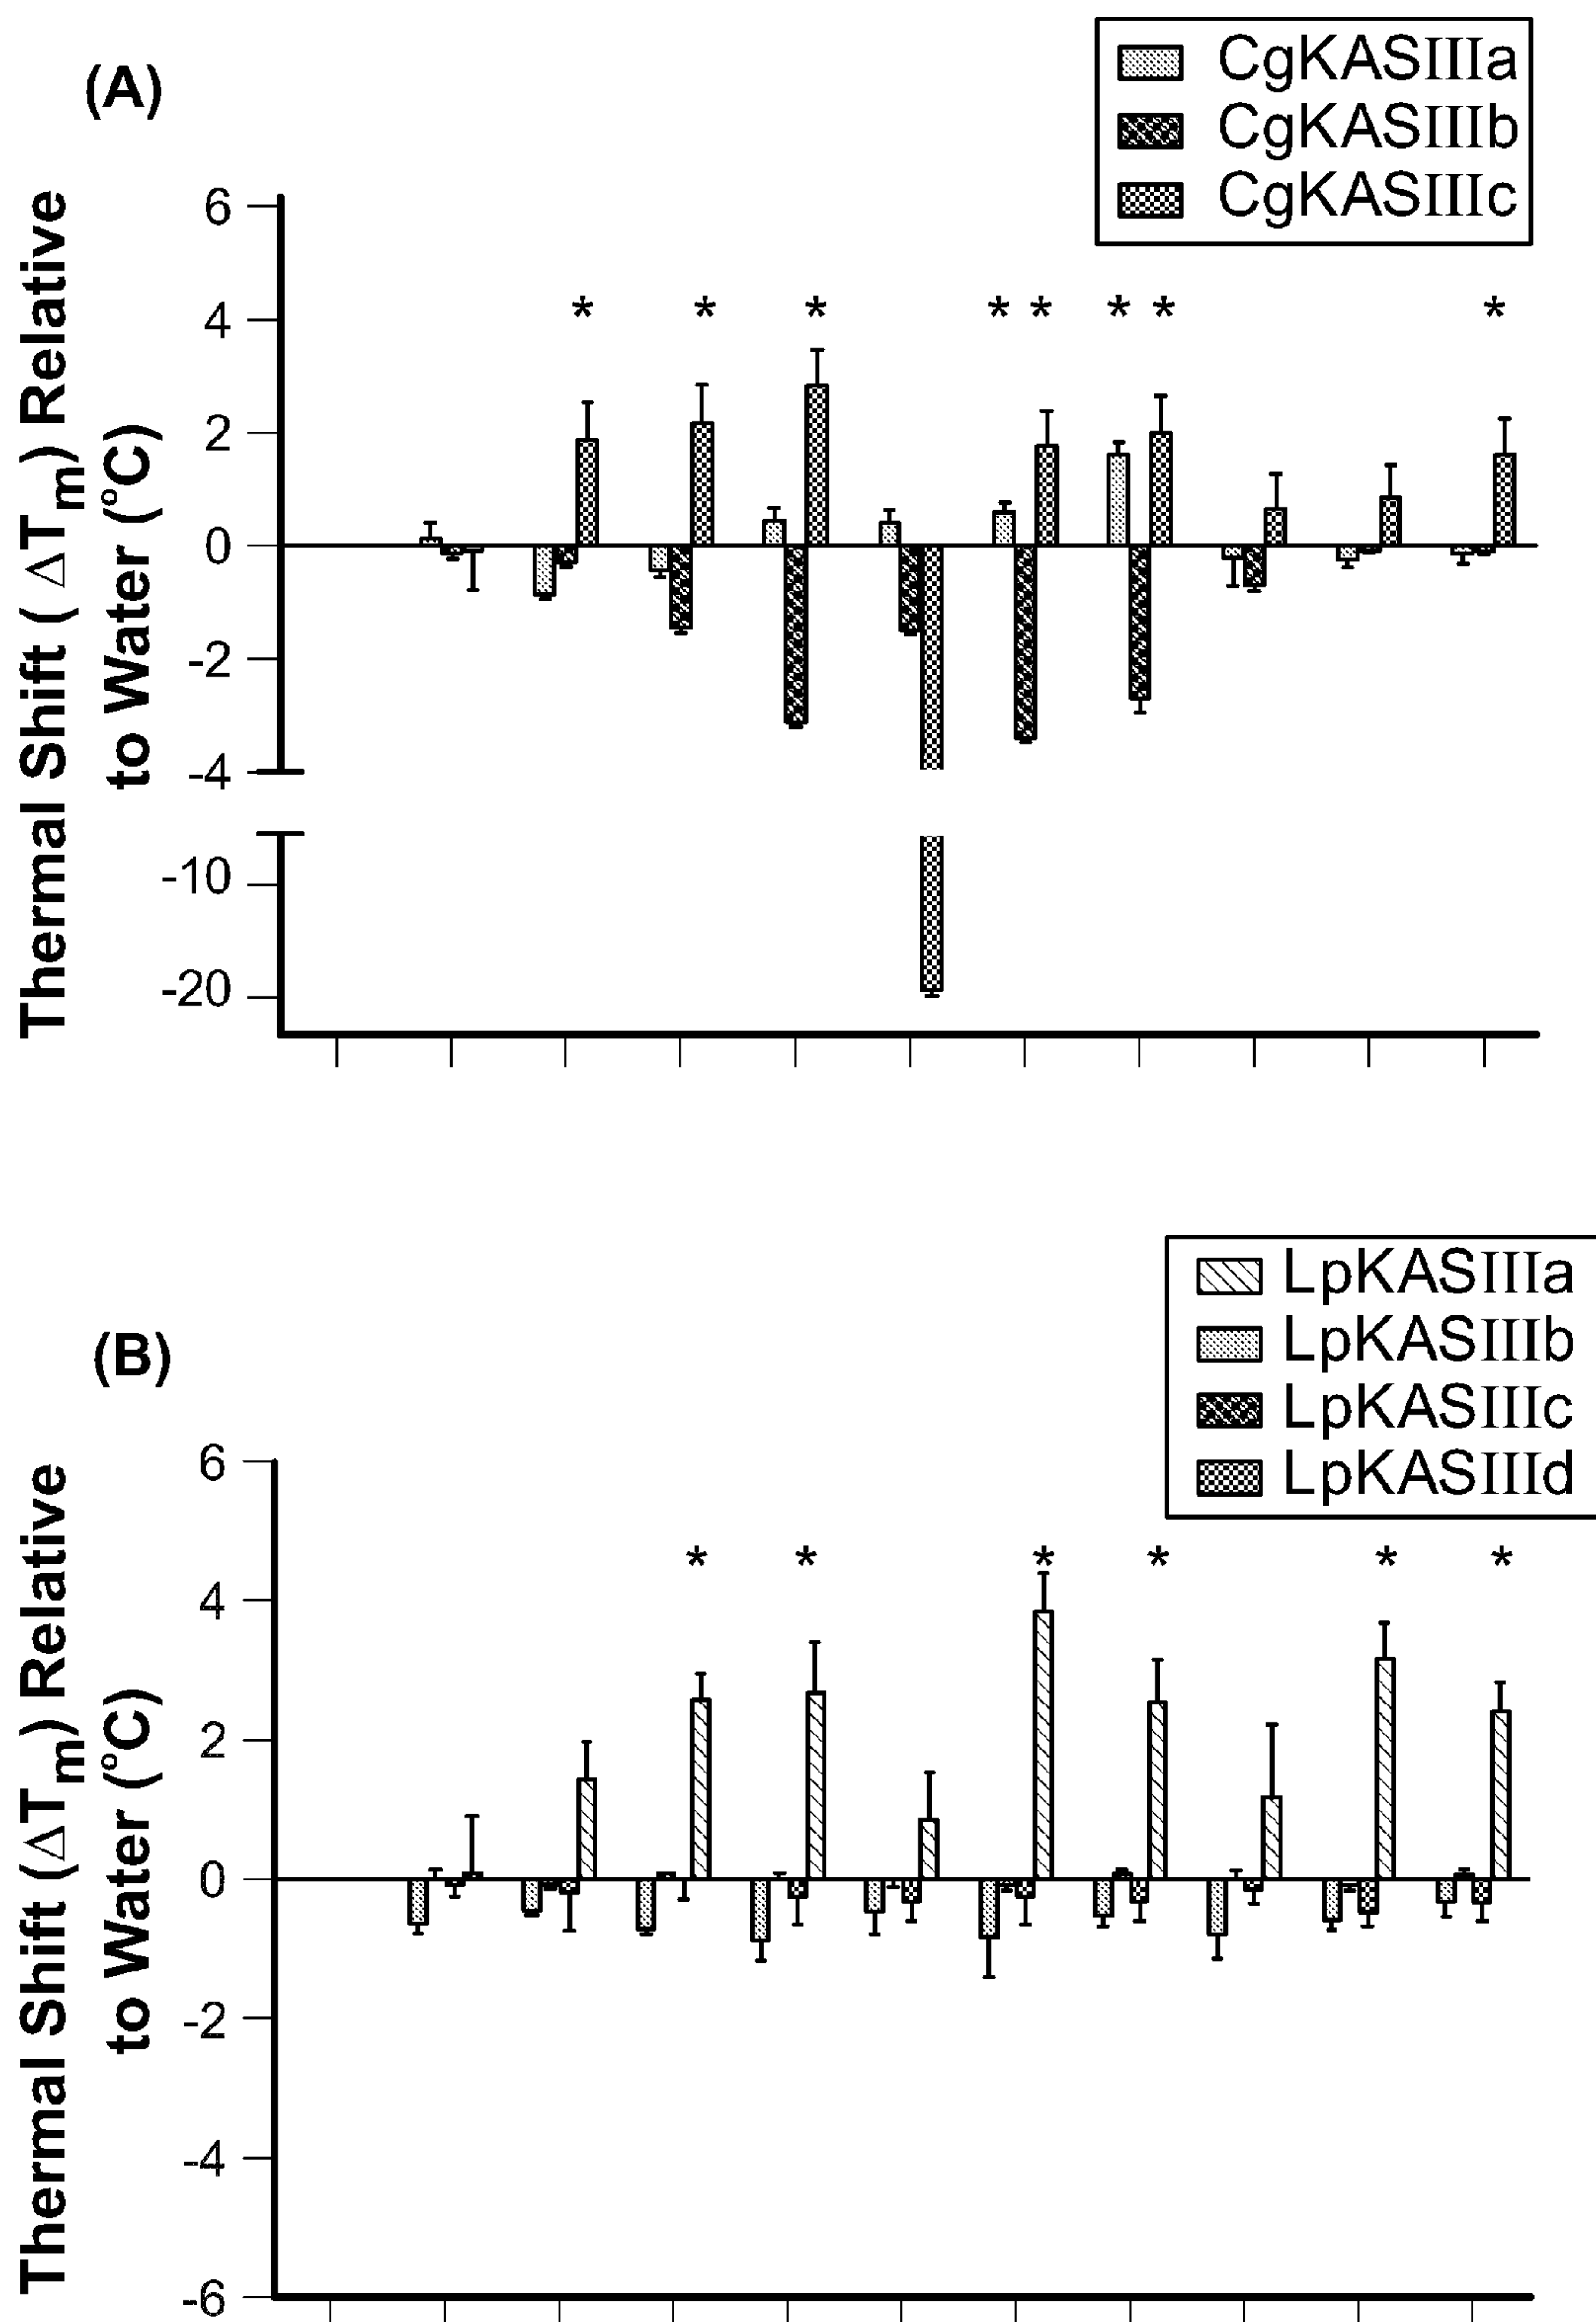 (A)
CgKASIIIa
CgKASIIIb
CgKASIIIc
Thermal Shift ( ΔTm) Relative
to Water (°C)
6
4
2
0
-2
-4
-10
-20
* * * * * * * *
(B)
LpKASIIIa
LpKASIIIb
LpKASIIIc
LpKASIIId
Thermal Shift (ΔTm) Relative
to Water (°C)
6
4
2
0
-2
-4
-6
* * * * * *